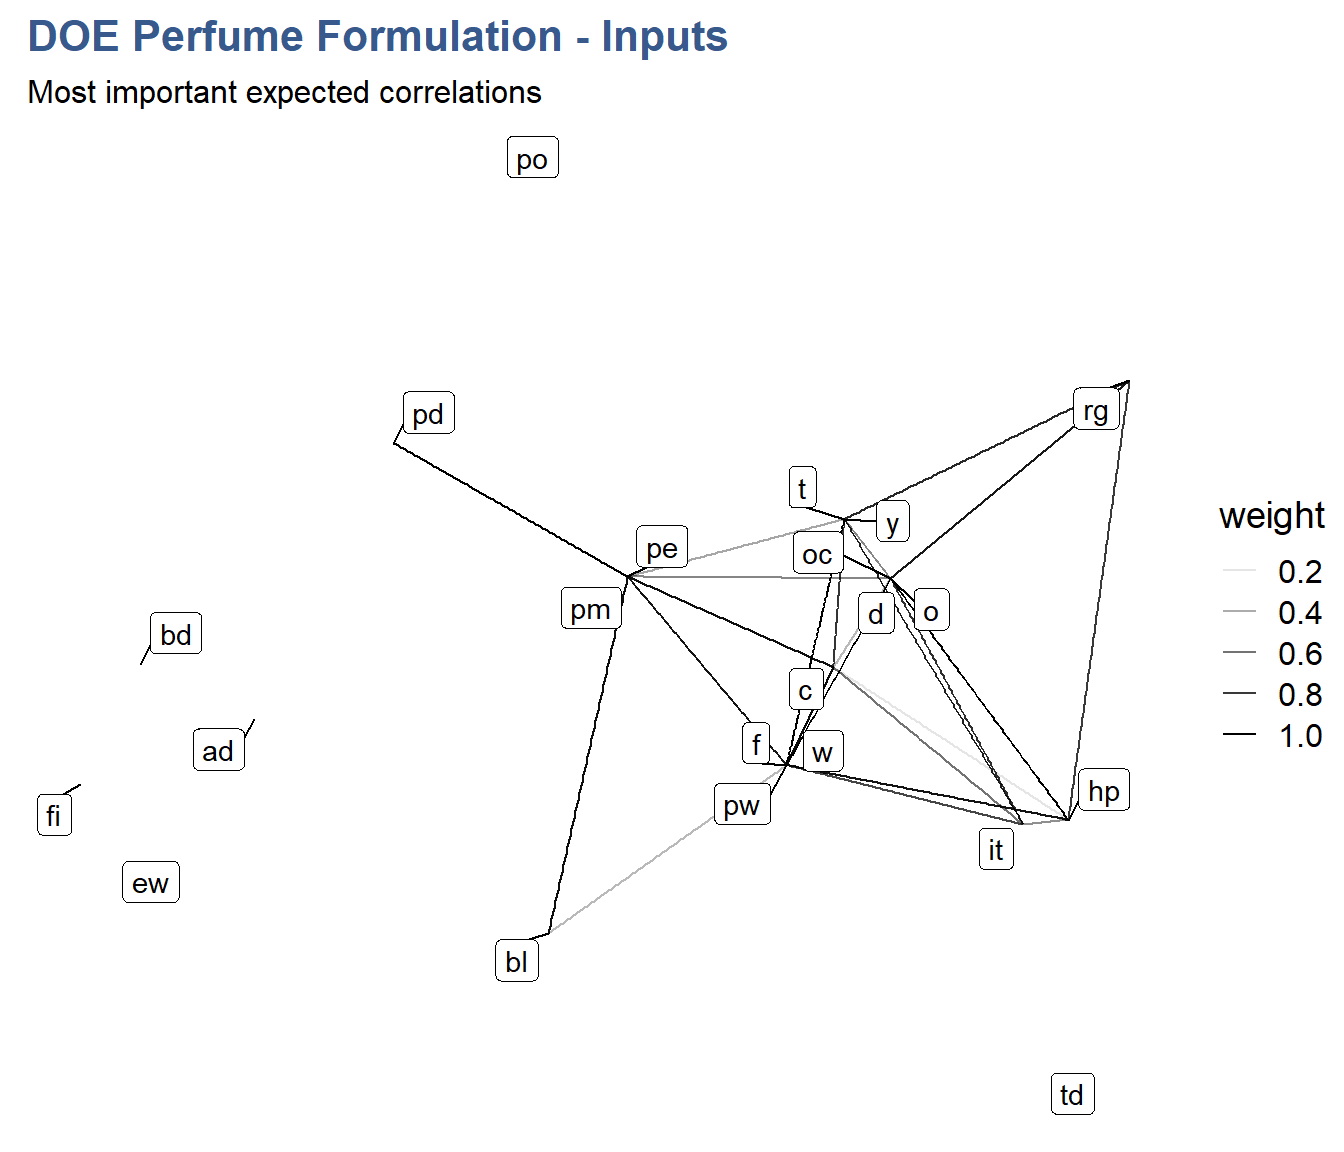 DOE Perfume Formulation - Inputs
Most important expected correlations
po
pd
rg
t
y
pe
oc
pm
d
o
bd
c
f
w
ad
hp
pw
fi
it
ew
bl
td
weight
0.2
0.4
0.6
0.8
1.0